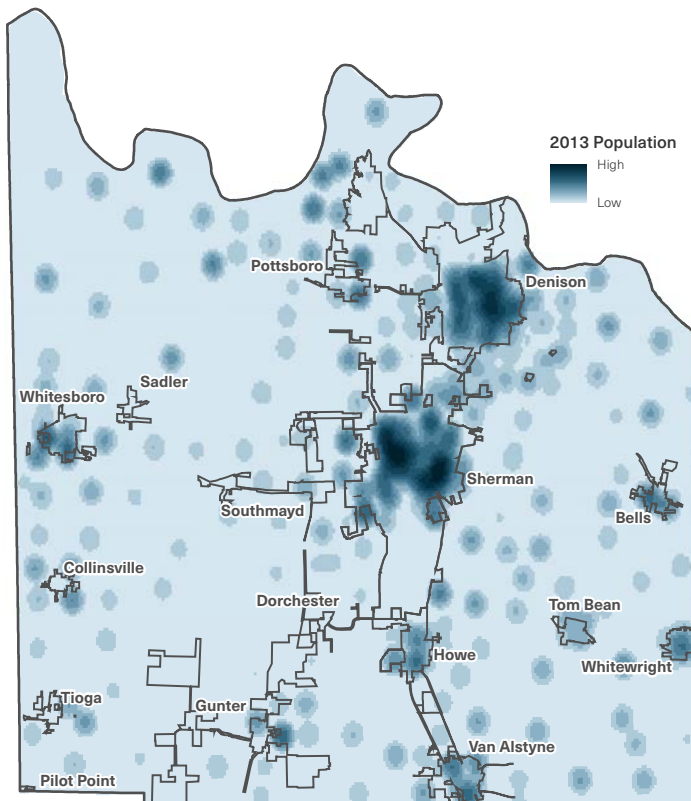 2013 Population
High
Low
Pottsboro
Denison
Sadler
Whitesboro
Sherman
Southmayd
Bells
Collinsville
Dorchester
Tom Bean
Howe
Whitewright
Tioga
Gunter
Van Alstyne
Pilot Point